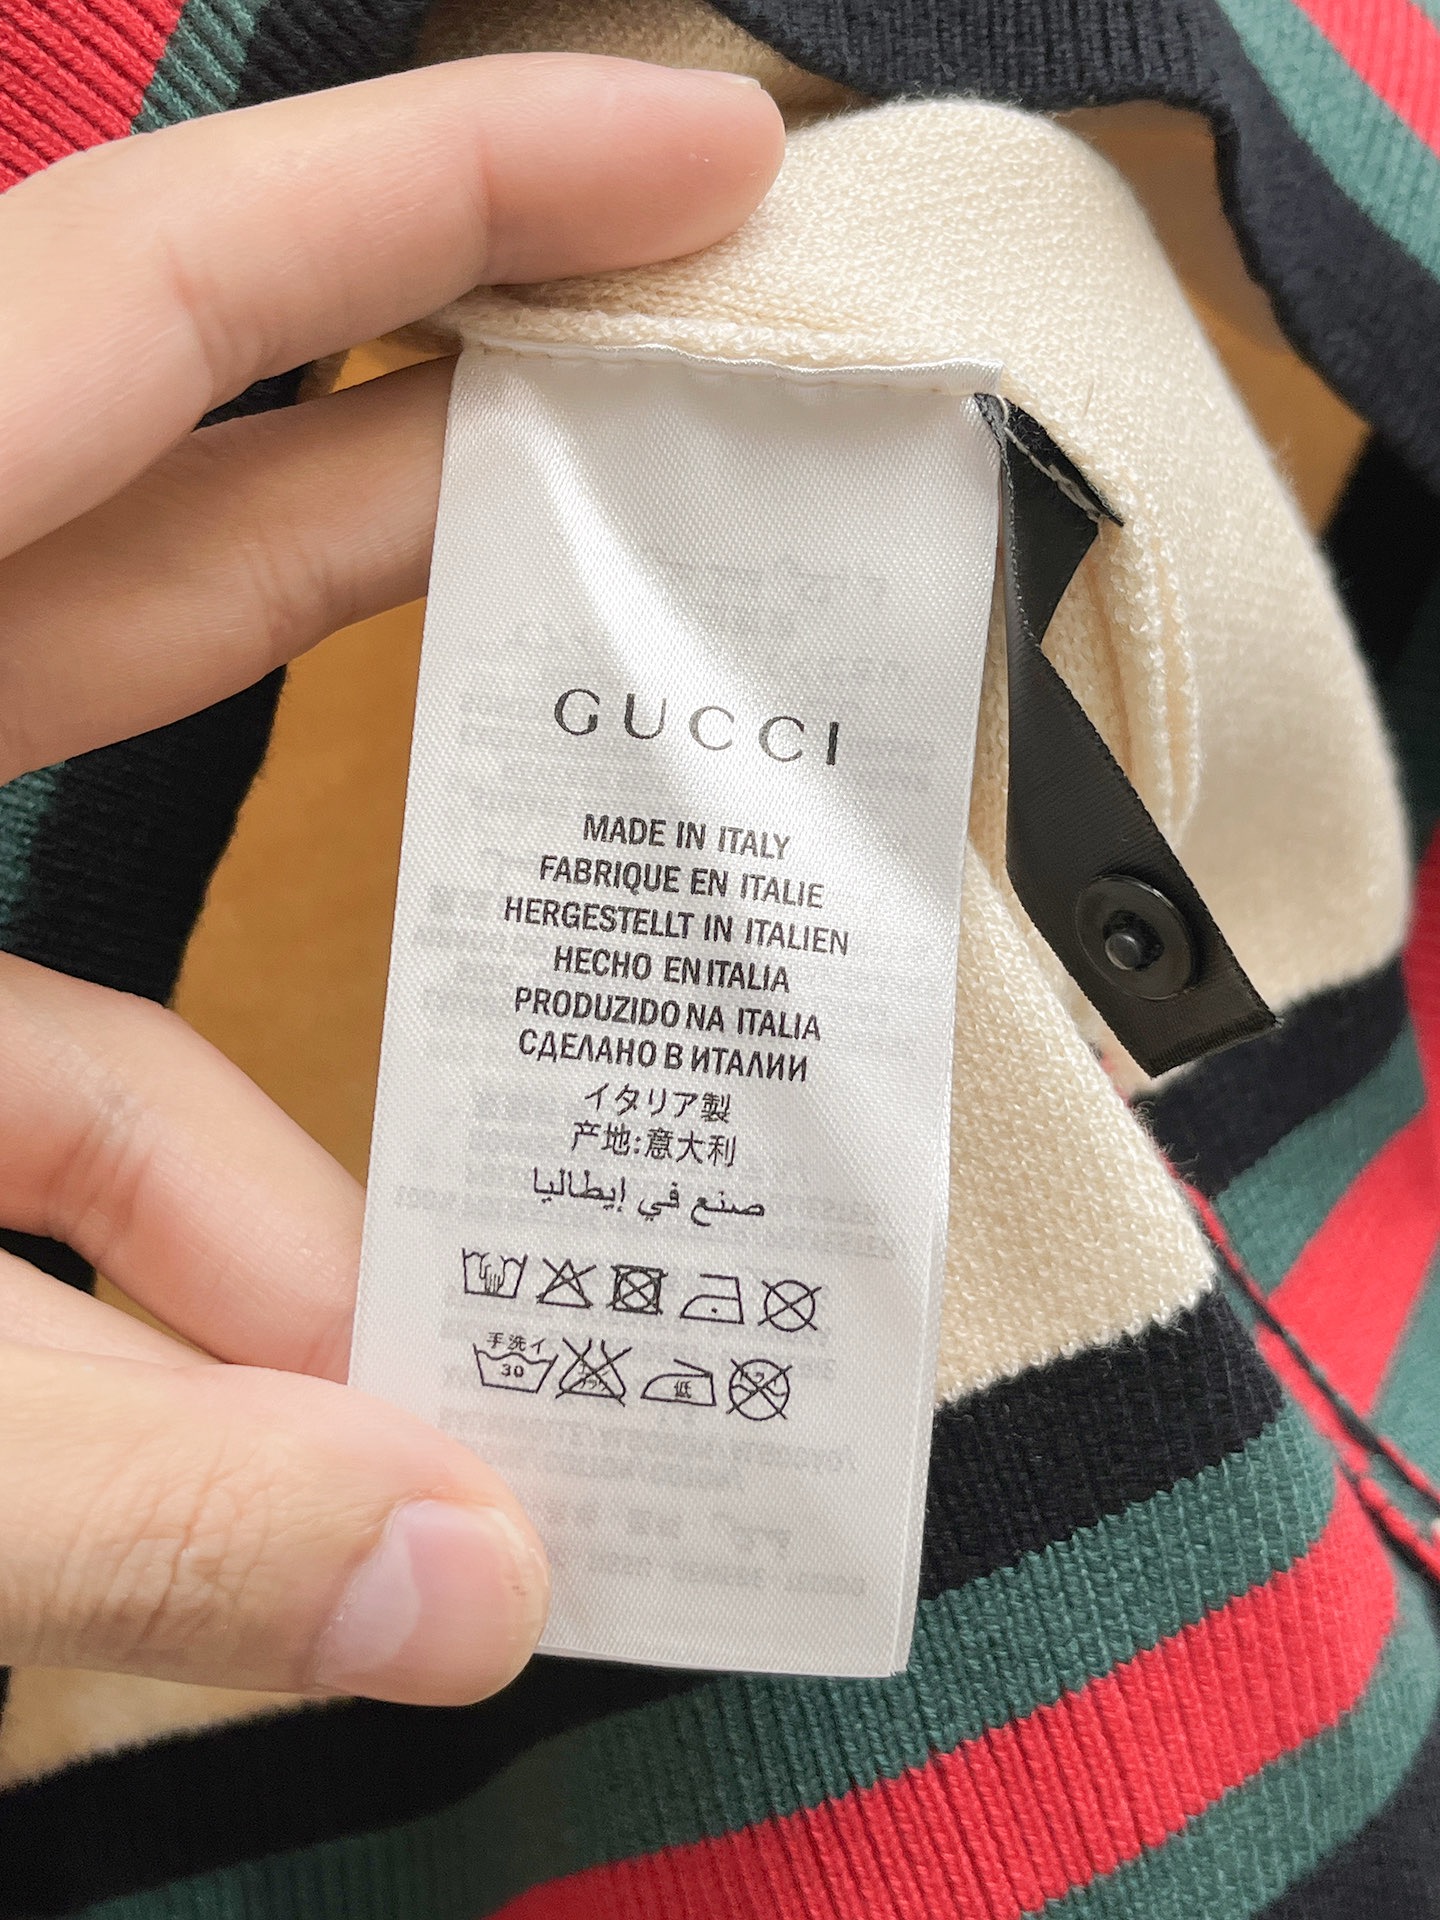 GUCCI
MADE IN ITALY
FABRIQUE EN ITALIE
HERGESTELLT IN ITALIEN
HECHO EN ITALIA
PRODUZIDO NA ITALIA
СДЕЛАНО В ИТАЛИИ
イタリア製
产地:意大利
صنع في إيطاليا
手洗イ
30
低